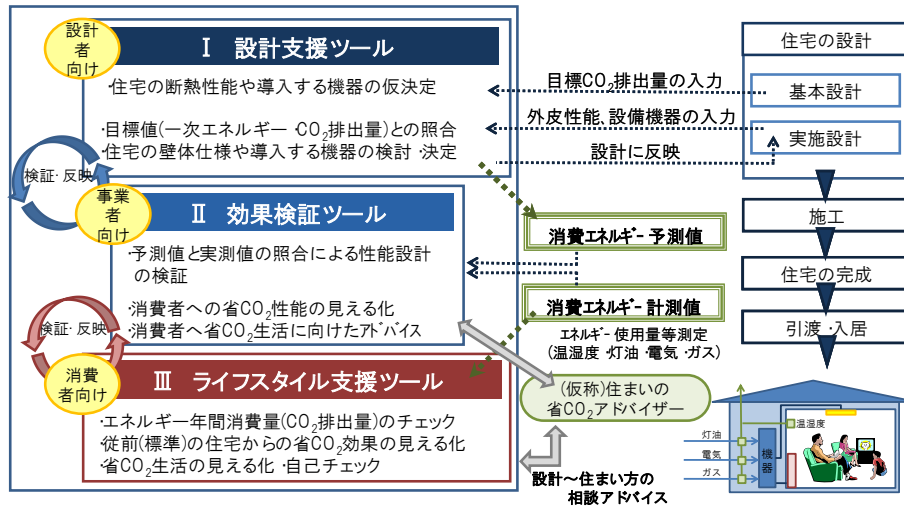 設計
者
向け
Ⅰ 設計支援ツール
・住宅の断熱性能や導入する機器の仮決定
・目標値(一次エネルギー・CO₂排出量)との照合
・住宅の壁体仕様や導入する機器の検討・決定
検証・反映
事業
者
向け
Ⅱ 効果検証ツール
・予測値と実測値の照合による性能設計
の検証
・消費者への省CO₂性能の見える化
・消費者へ省CO₂生活に向けたアドバイス
検証・反映
消費
者向け
Ⅲ ライフスタイル支援ツール
・エネルギー年間消費量(CO₂排出量)のチェック
・従前(標準)の住宅からの省CO₂効果の見える化
・省CO₂生活の見える化・自己チェック
目標CO₂排出量の入力
外皮性能、設備機器の入力
設計に反映
消費エネルギー予測値
消費エネルギー計測値
エネルギー使用量等測定
(温湿度・灯油・電気・ガス)
(仮称)住まいの
省CO₂アドバイザー
設計～住まい方の
相談アドバイス
住宅の設計
基本設計
実施設計
施工
住宅の完成
引渡・入居
温湿度
灯油
電気
ガス
機
器